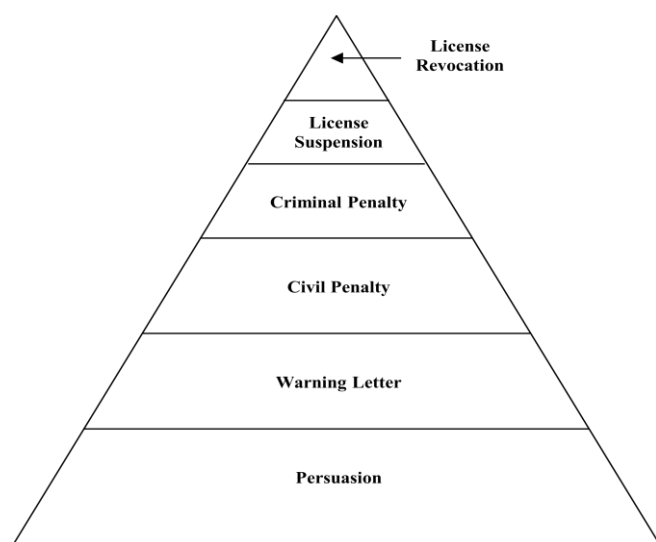 License
Revocation
License
Suspension
Criminal Penalty
Civil Penalty
Warning Letter
Persuasion